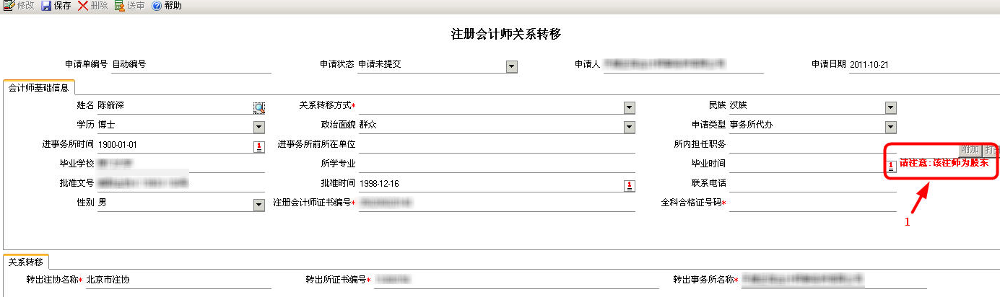 修改 保存 删除 送审 帮助
注册会计师关系转移
申请单编号 自动编号 申请状态 申请未提交 申请人 申请日期 2011-10-21
会计师基础信息
姓名 陈箭深 关系转移方式* 民族 汉族
学历 博士 政治面貌 群众 申请类型 事务所代办
进事务所时间 1900-01-01 进事务所前所在单位 所内担任职务
附加 打
毕业学校 所学专业 毕业时间 请注意:该注师为股东
批准文号 批准时间 1998-12-16 联系电话
性别 男 注册会计师证书编号* 全科合格证号码*
1
关系转移
转出注协名称* 北京市注协 转出所证书编号* 转出事务所名称*